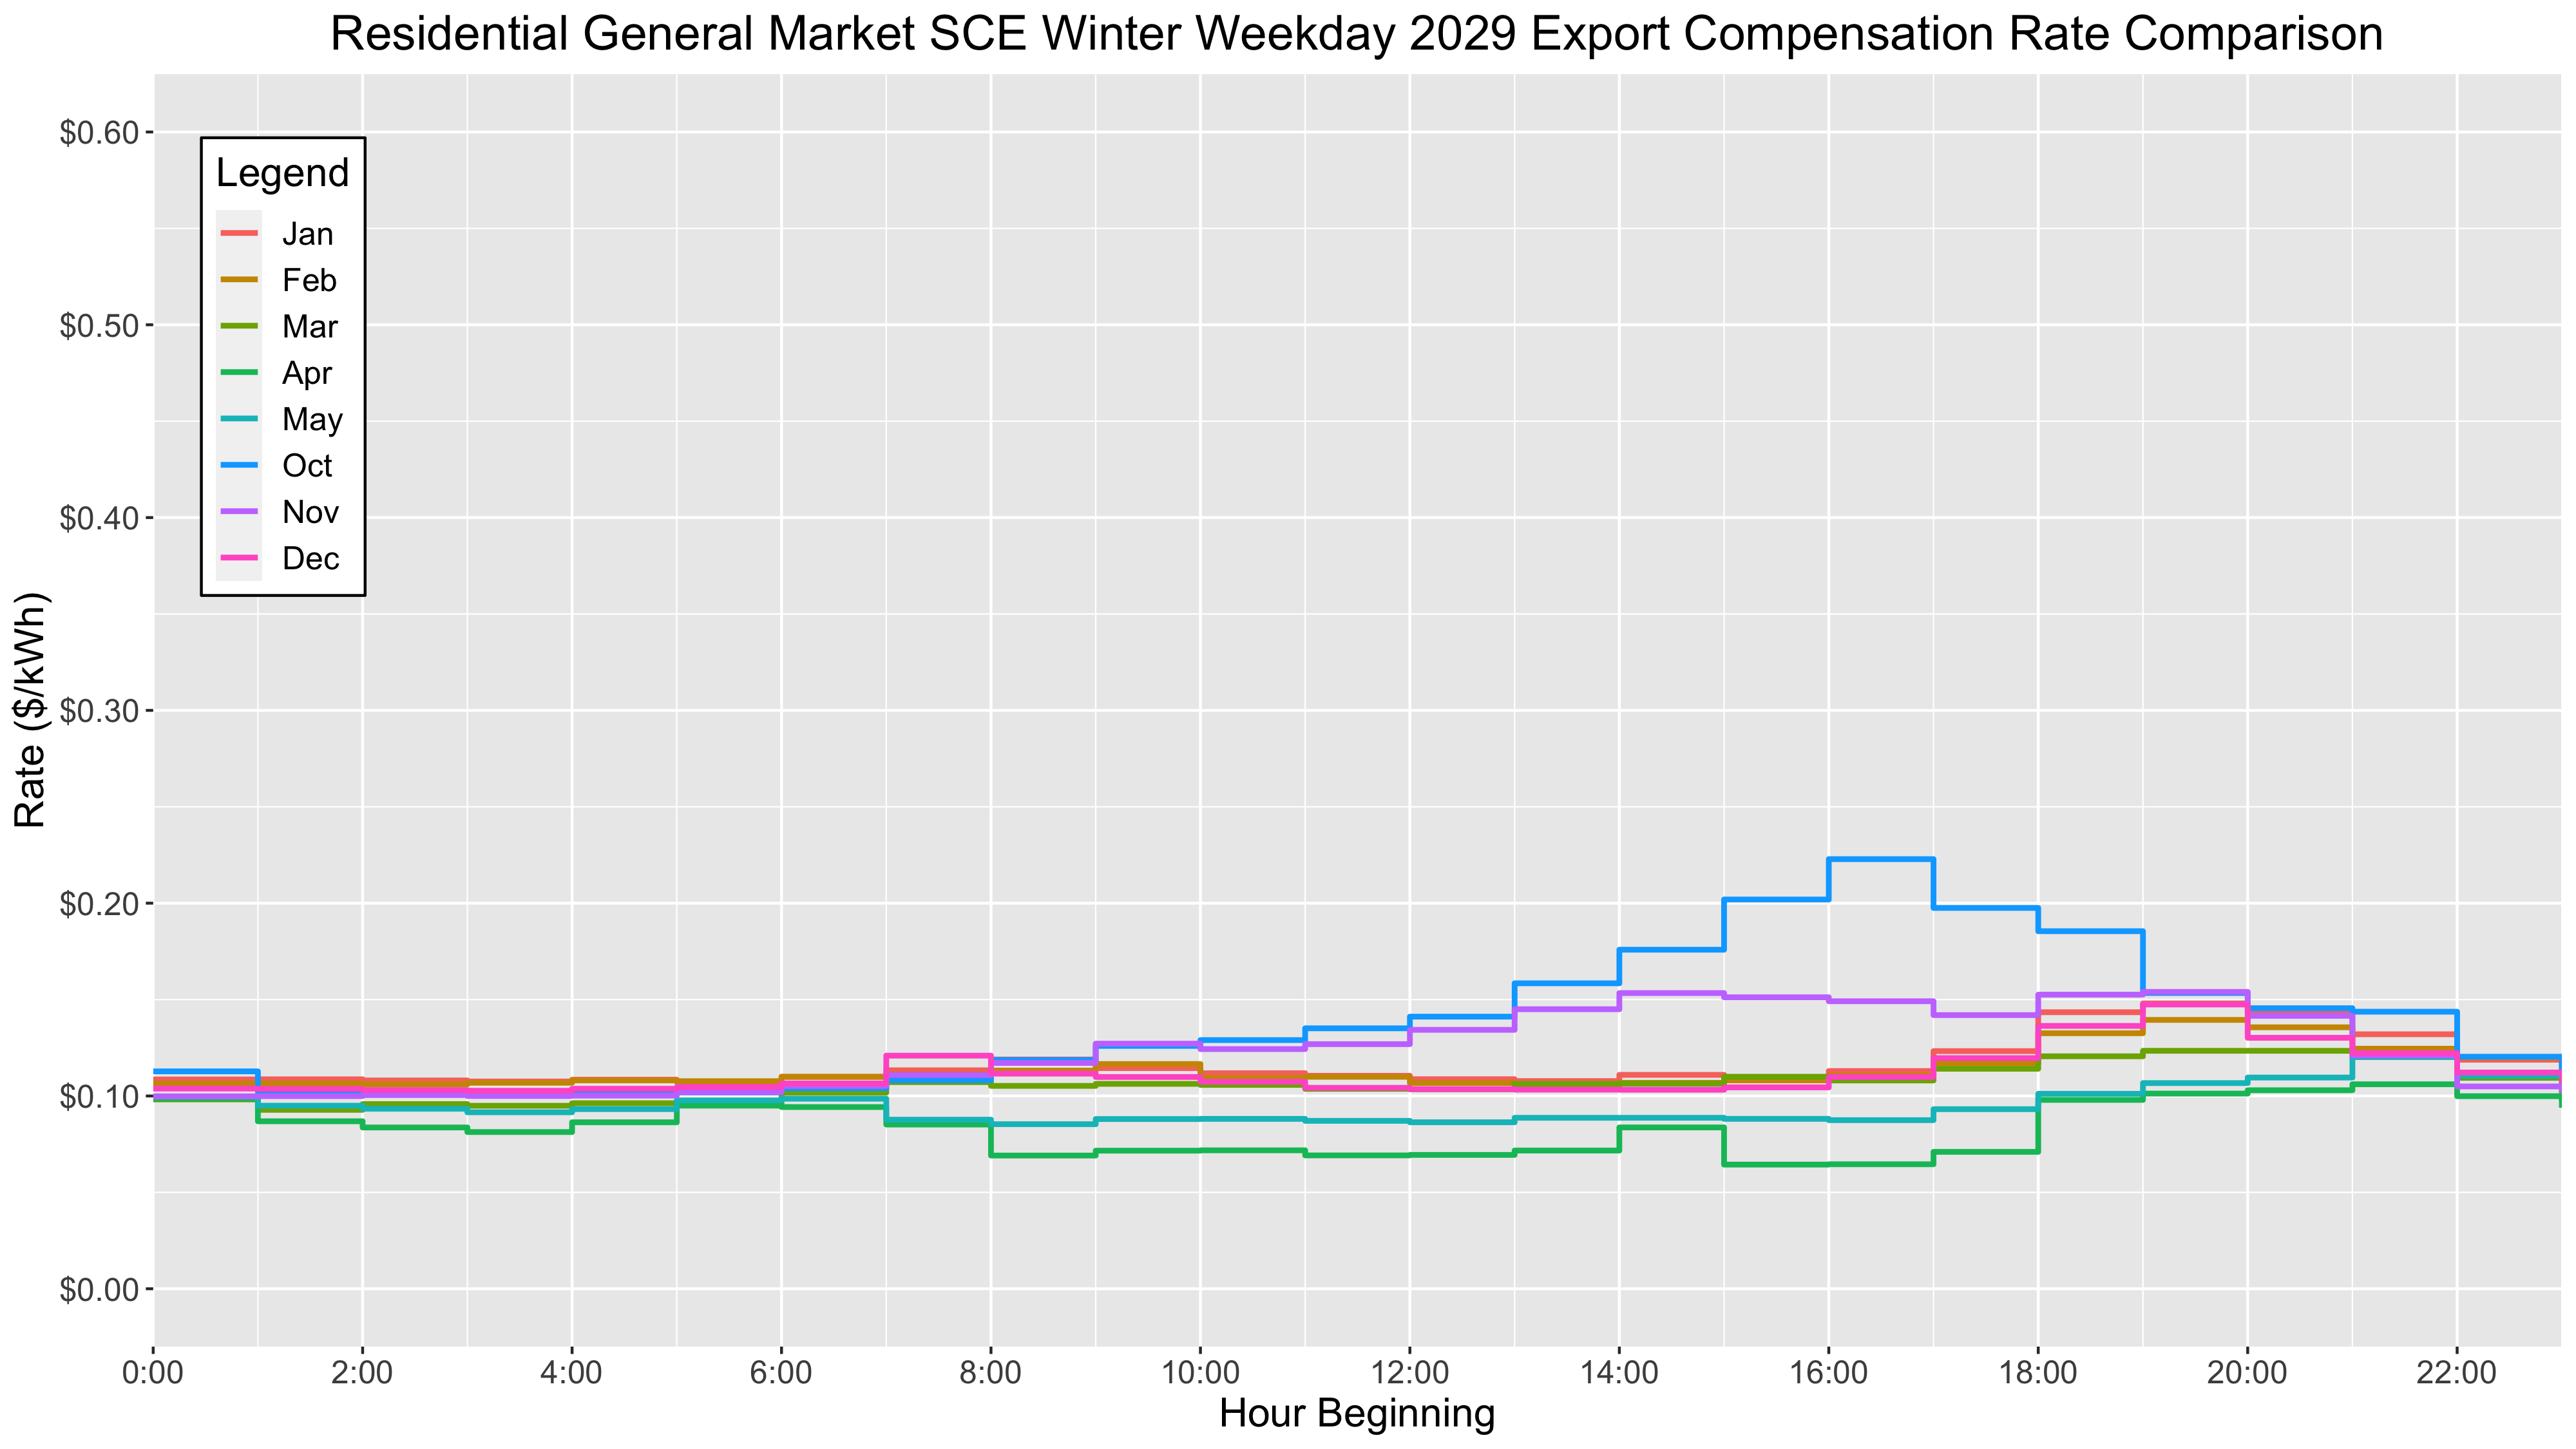 Residential General Market SCE Winter Weekday 2029 Export Compensation Rate Comparison
$0.60
$0.50
$0.40
$0.30
$0.20
$0.10
$0.00
Rate ($/kWh)
Legend
Jan
Feb
Mar
Apr
May
Oct
Nov
Dec
0:00 2:00 4:00 6:00 8:00 10:00 12:00 14:00 16:00 18:00 20:00 22:00
Hour Beginning